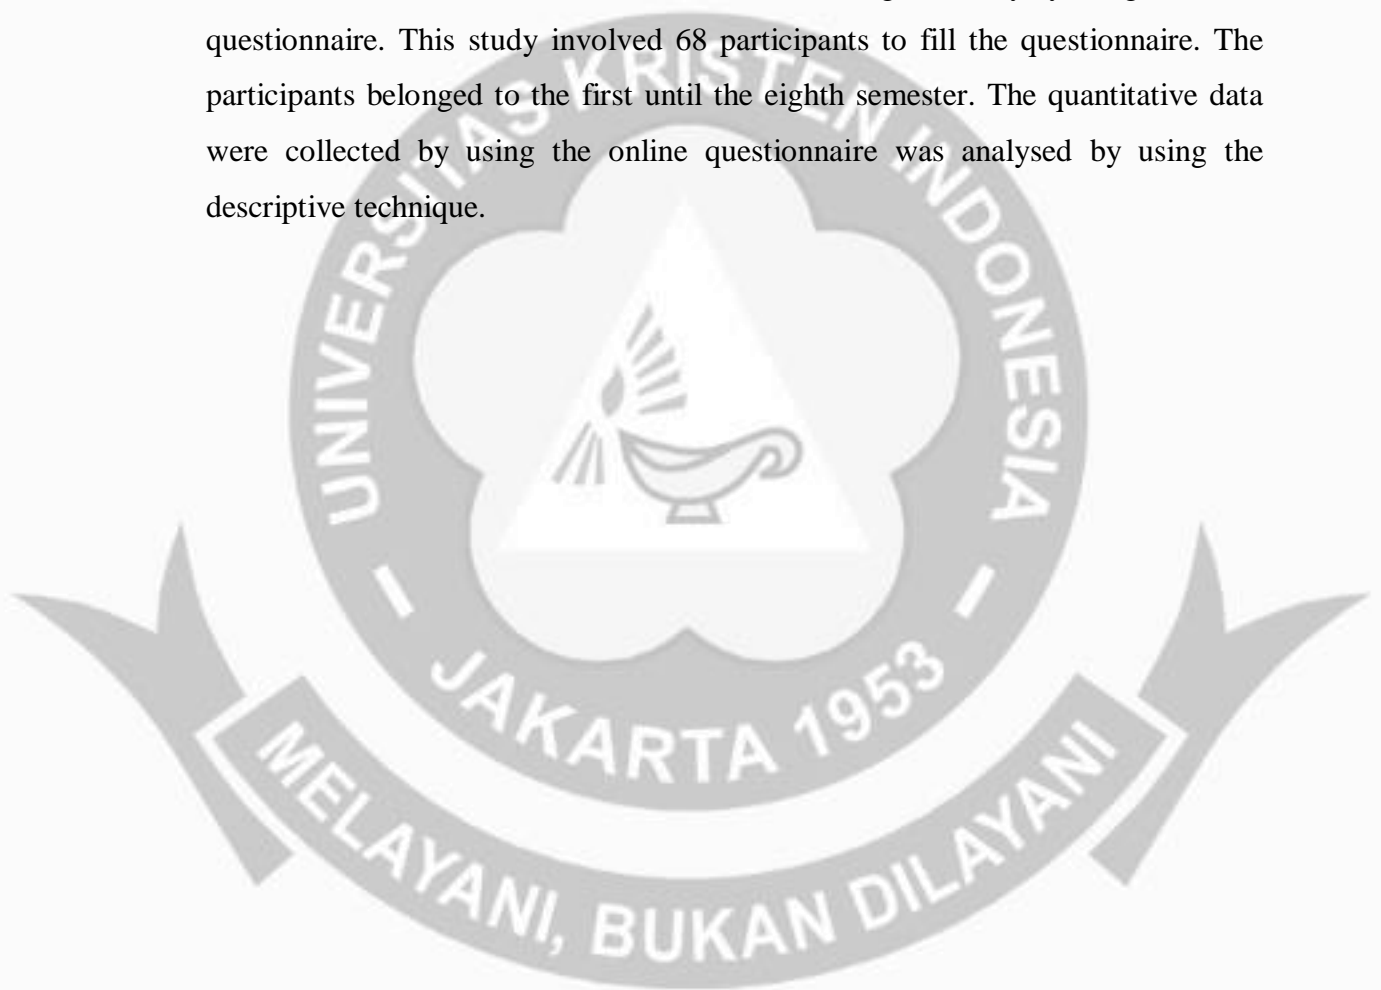 questionnaire. This study involved 68 participants to fill the questionnaire. The
participants belonged to the first until the eighth semester. The quantitative data
were collected by using the online questionnaire was analysed by using the
descriptive technique.
UNIVERSITAS KRISTEN INDONESIA
- JAKARTA 1953 -
MELAYANI, BUKAN DILAYANI